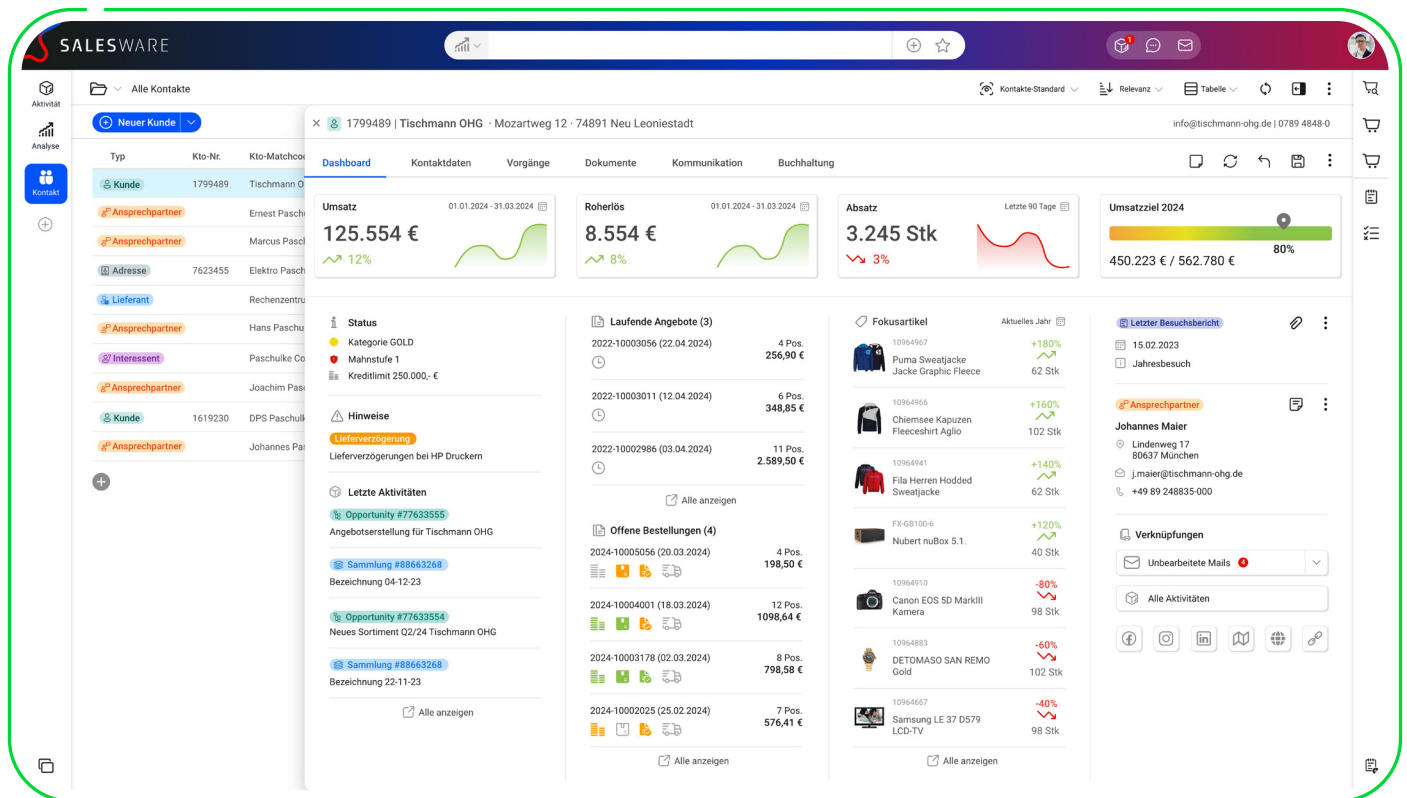 SALESWARE
1
Aktivität
Analyse
Kontakt
Alle Kontakte
Kontakte-Standard
Relevanz
Tabelle
Neuer Kunde
Typ Kto-Nr. Kto-Matchcod
Kunde 1799489 Tischmann O
Ansprechpartner Ernest Paschu
Ansprechpartner Marcus Pascl
Adresse 7623455 Elektro Pasch
Lieferant Rechenzentru
Ansprechpartner Hans Paschu
Interessent Paschulke Co
Ansprechpartner Joachim Pas
Kunde 1619230 DPS Paschulk
Ansprechpartner Johannes Pas
1799489 | Tischmann OHG · Mozartweg 12 · 74891 Neu Leoniestadt
info@tischmann-ohg.de | 0789 4848-0
Dashboard Kontaktdaten Vorgänge Dokumente Kommunikation Buchhaltung
Umsatz 01.01.2024 - 31.03.2024
125.554 €
12%
Roherlös 01.01.2024 - 31.03.2024
8.554 €
8%
Absatz Letzte 90 Tage
3.245 Stk
3%
Umsatzziel 2024
80%
450.223 € / 562.780 €
Status
Kategorie GOLD
Mahnstufe 1
Kreditlimit 250.000,- €
Hinweise
Lieferverzögerung
Lieferverzögerungen bei HP Druckern
Letzte Aktivitäten
Opportunity #77633555
Angebotserstellung für Tischmann OHG
Sammlung #88663268
Bezeichnung 04-12-23
Opportunity #77633554
Neues Sortiment Q2/24 Tischmann OHG
Sammlung #88663268
Bezeichnung 22-11-23
Alle anzeigen
Laufende Angebote (3)
2022-10003056 (22.04.2024) 4 Pos.
256,90 €
2022-10003011 (12.04.2024) 6 Pos.
348,85 €
2022-10002986 (03.04.2024) 11 Pos.
2.589,50 €
Alle anzeigen
Offene Bestellungen (4)
2024-10005056 (20.03.2024) 4 Pos.
198,50 €
2024-10004001 (18.03.2024) 12 Pos.
1098,64 €
2024-10003178 (02.03.2024) 8 Pos.
798,58 €
2024-10002025 (25.02.2024) 7 Pos.
576,41 €
Alle anzeigen
Fokusartikel Aktuelles Jahr
10964967 +180%
Puma Sweatjacke
Jacke Graphic Fleece 62 Stk
10964966 +160%
Chiemsee Kapuzen
Fleeceshirt Aglio 102 Stk
10964941 +140%
Fila Herren Hodded
Sweatjacke 62 Stk
FX-GB100-6 +120%
Nubert nuBox 5.1.
40 Stk
10964910 -80%
Canon EOS 5D MarkIII
Kamera 98 Stk
10964883 -60%
DETOMASO SAN REMO
Gold 102 Stk
10964667 -40%
Samsung LE 37 D579
LCD-TV 98 Stk
Alle anzeigen
Letzter Besuchsbericht
15.02.2023
Jahresbesuch
Ansprechpartner
Johannes Maier
Lindenweg 17
80637 München
j.maier@tischmann-ohg.de
+49 89 248835-000
Verknüpfungen
Unbearbeitete Mails 4
Alle Aktivitäten